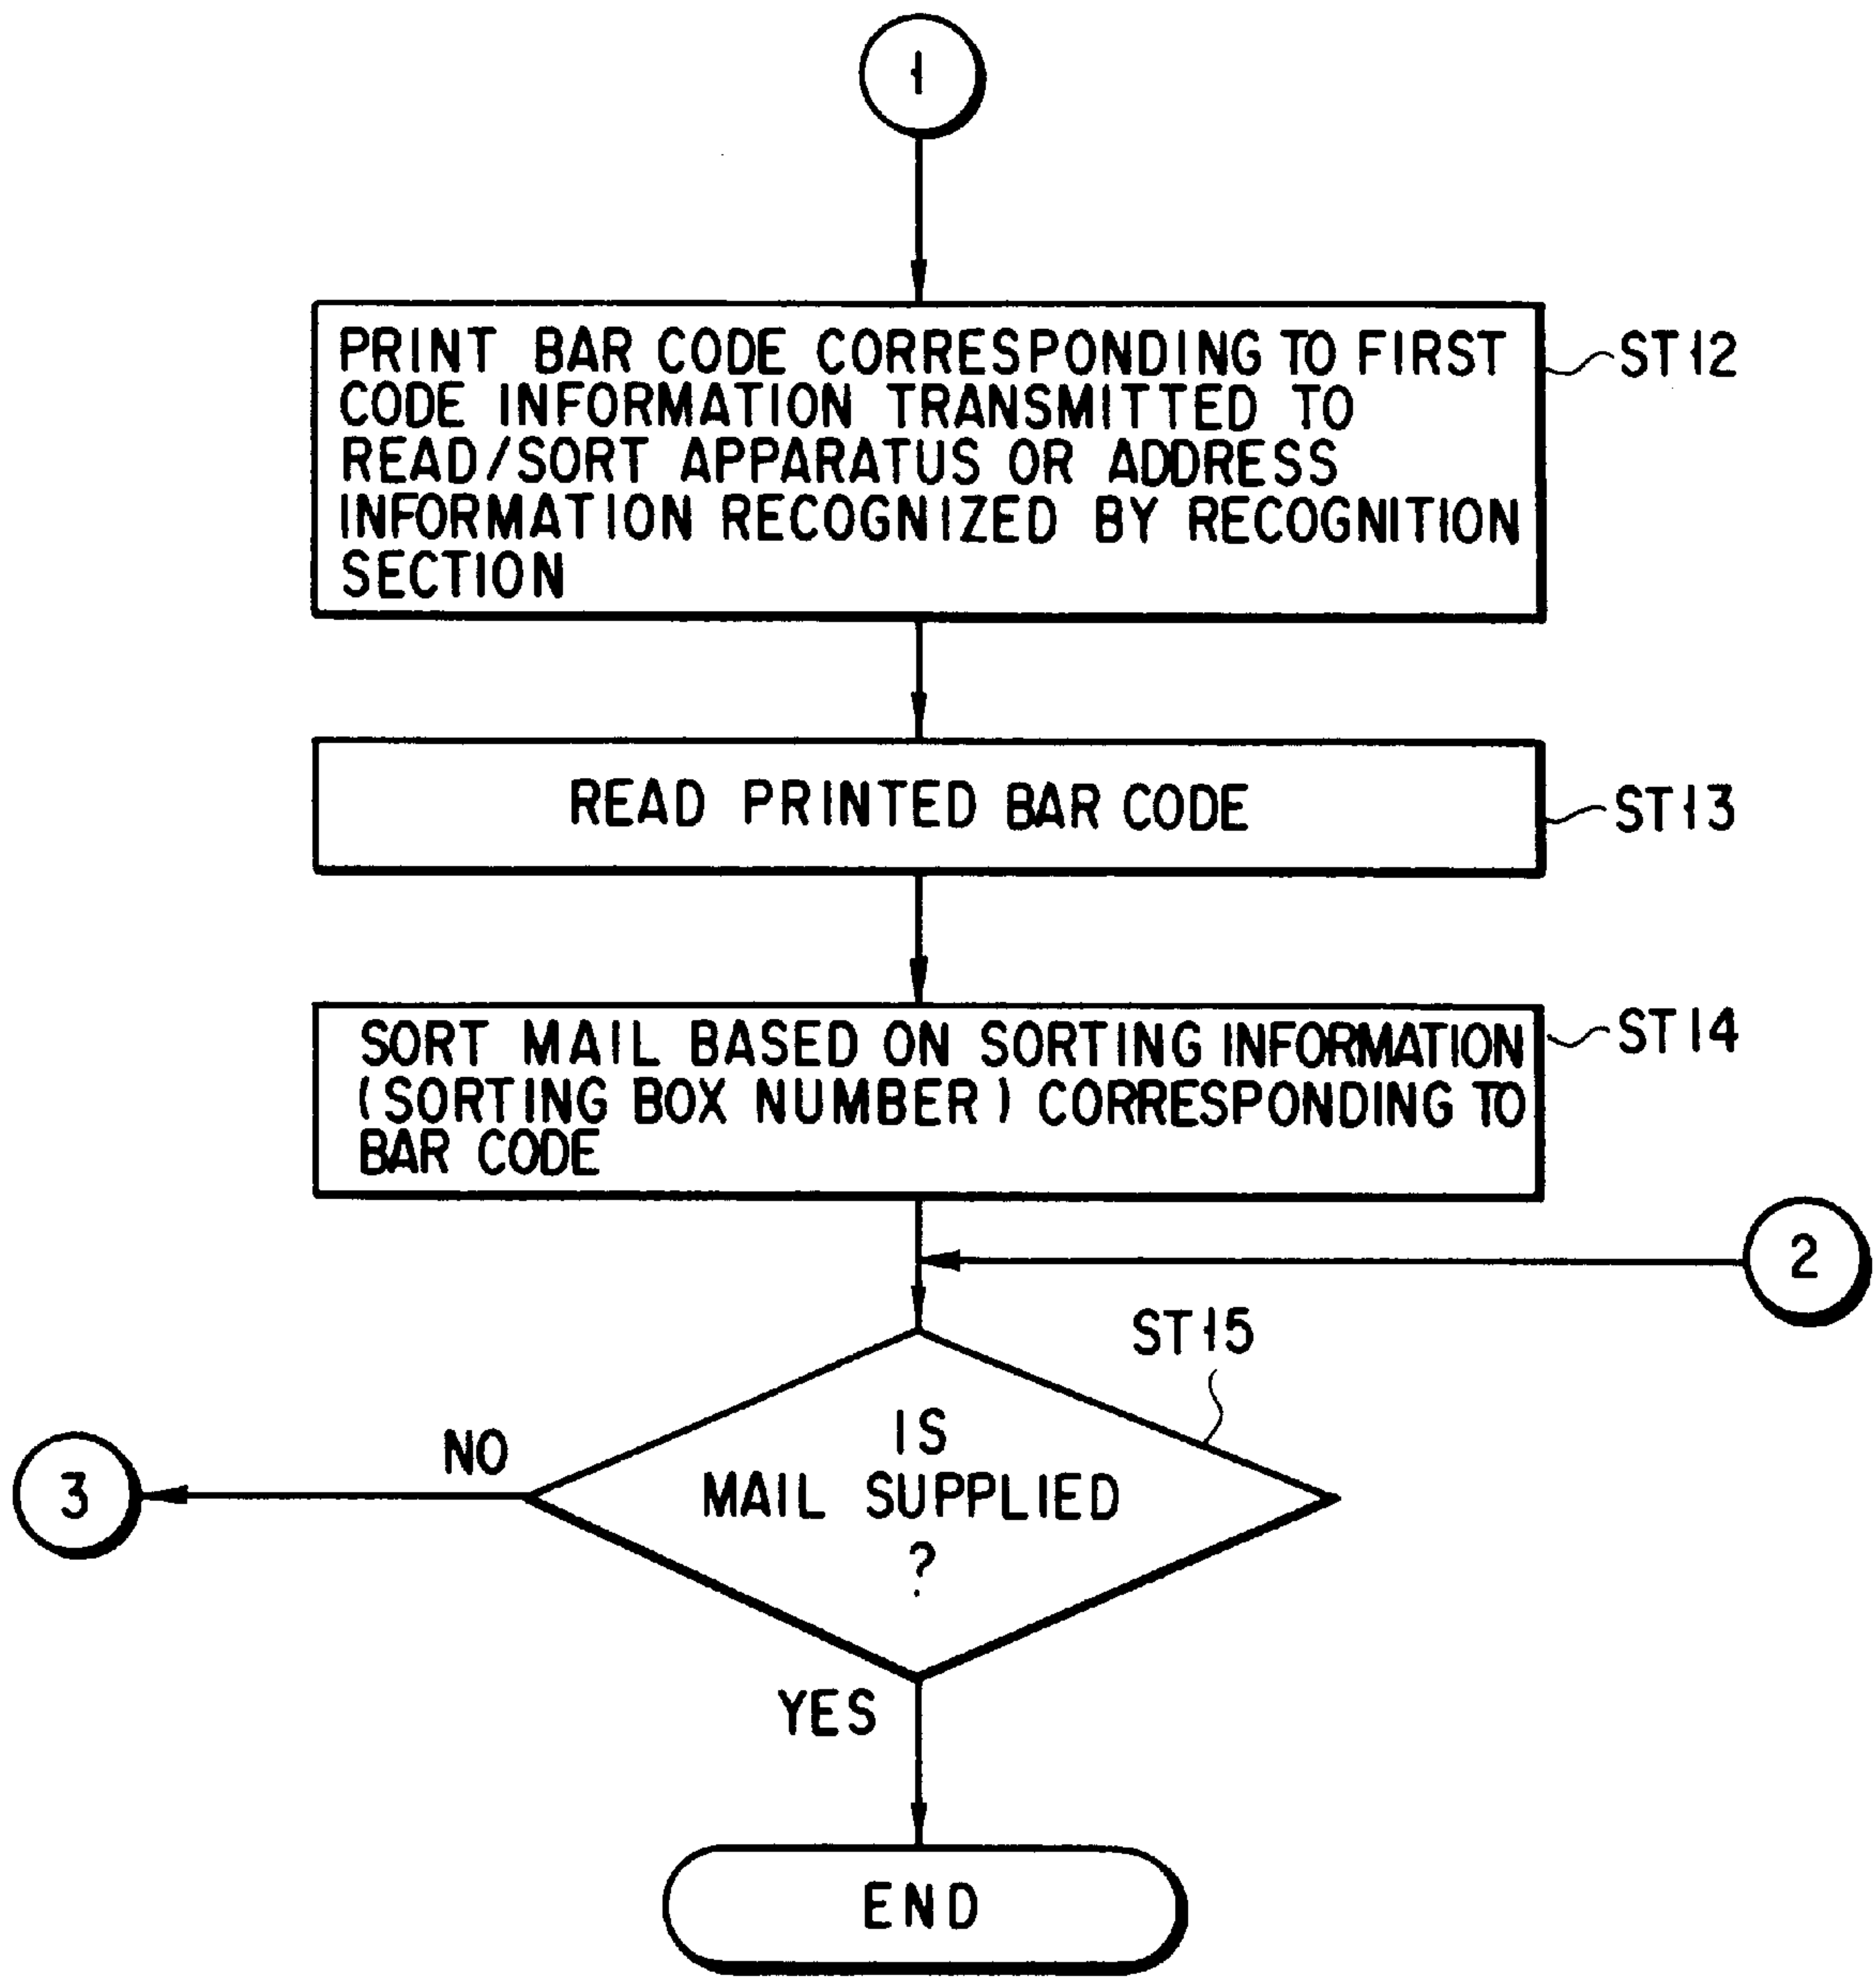 1
PRINT BAR CODE CORRESPONDING TO FIRST
CODE INFORMATION TRANSMITTED TO
READ/SORT APPARATUS OR ADDRESS
INFORMATION RECOGNIZED BY RECOGNITION
SECTION
ST12
READ PRINTED BAR CODE
ST13
SORT MAIL BASED ON SORTING INFORMATION
(SORTING BOX NUMBER) CORRESPONDING TO
BAR CODE
ST14
2
ST15
IS
MAIL SUPPLIED
?
NO
3
YES
END